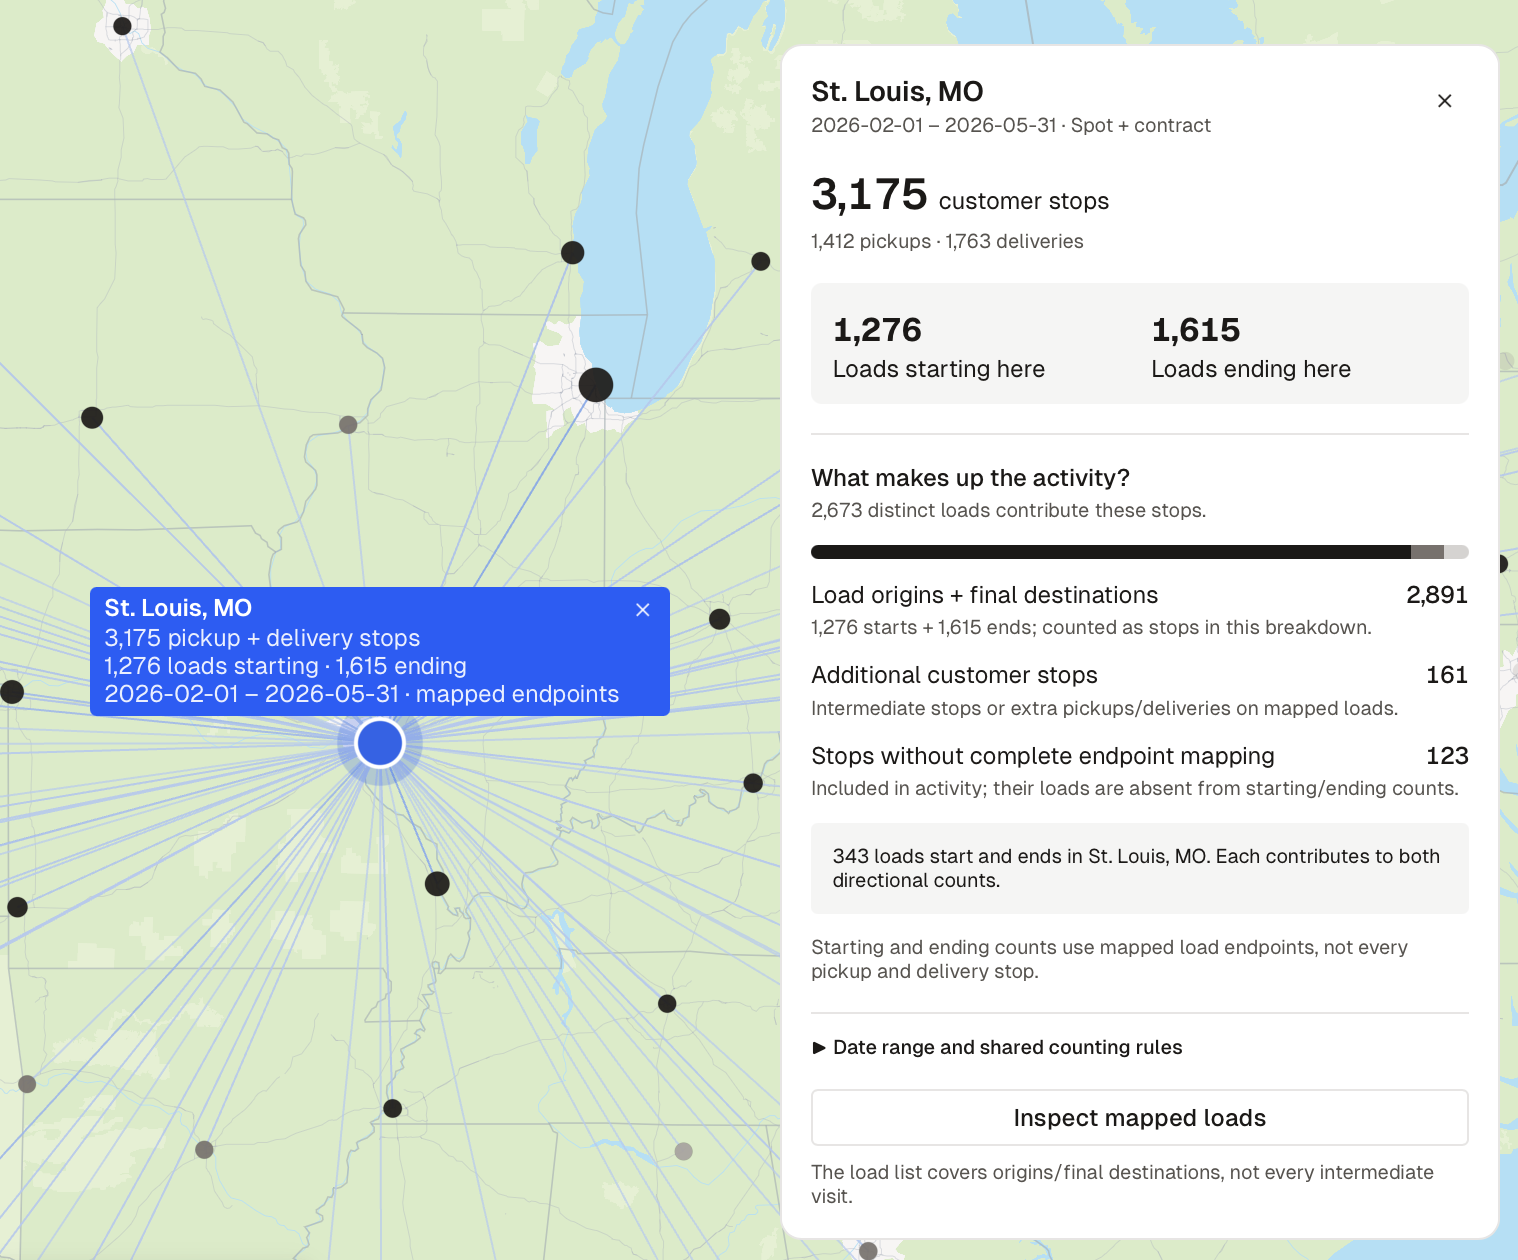 St. Louis, MO
3,175 pickup + delivery stops
1,276 loads starting · 1,615 ending
2026-02-01 – 2026-05-31 · mapped endpoints
St. Louis, MO
2026-02-01 – 2026-05-31 · Spot + contract
3,175 customer stops
1,412 pickups · 1,763 deliveries
1,276
Loads starting here
1,615
Loads ending here
What makes up the activity?
2,673 distinct loads contribute these stops.
Load origins + final destinations 2,891
1,276 starts + 1,615 ends; counted as stops in this breakdown.
Additional customer stops 161
Intermediate stops or extra pickups/deliveries on mapped loads.
Stops without complete endpoint mapping 123
Included in activity; their loads are absent from starting/ending counts.
343 loads start and ends in St. Louis, MO. Each contributes to both
directional counts.
Starting and ending counts use mapped load endpoints, not every
pickup and delivery stop.
Date range and shared counting rules
Inspect mapped loads
The load list covers origins/final destinations, not every intermediate
visit.